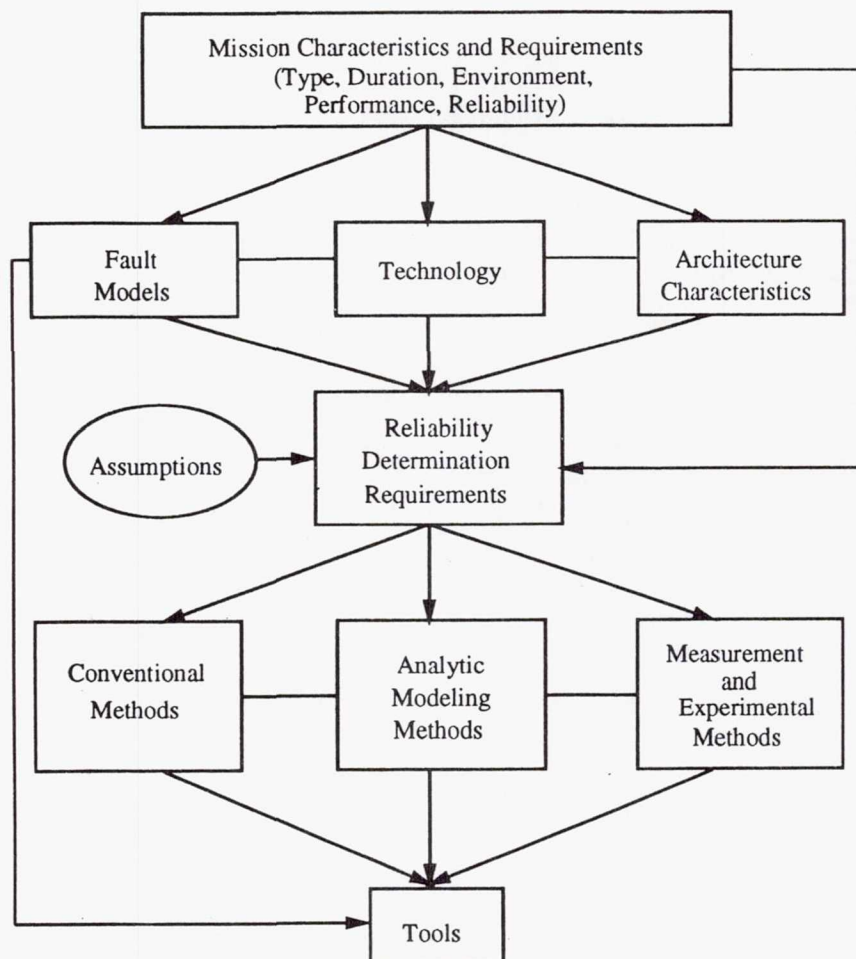 Mission Characteristics and Requirements
(Type, Duration, Environment,
Performance, Reliability)
Fault
Models
Technology
Architecture
Characteristics
Reliability
Determination
Requirements
Assumptions
Conventional
Methods
Analytic
Modeling
Methods
Measurement
and
Experimental
Methods
Tools